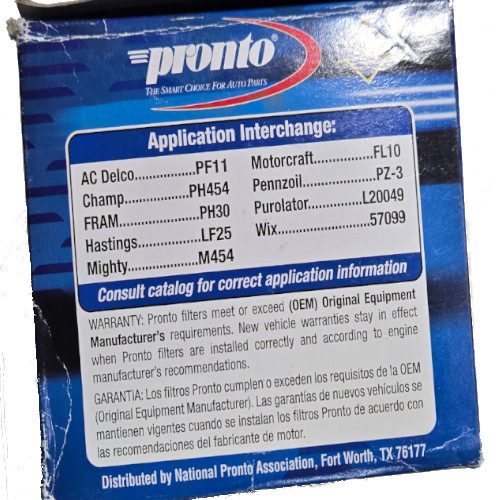 pronto®
THE SMART CHOICE FOR AUTO PARTS
Application Interchange:
AC Delco.................PF11
Champ....................PH454
FRAM.......................PH30
Hastings..................LF25
Mighty....................M454
Motorcraft.................FL10
Pennzoil.....................PZ-3
Purolator...............L20049
Wix........................57099
Consult catalog for correct application information
WARRANTY: Pronto filters meet or exceed (OEM) Original Equipment
Manufacturer's requirements. New vehicle warranties stay in effect
when Pronto filters are installed correctly and according to engine
manufacturer's recommendations.
GARANTIA: Los filtros Pronto cumplen o exceden los requisitos de la OEM
(Original Equipment Manufacturer). Las garantías de nuevos vehículos se
mantienen vigentes cuando se instalan los filtros Pronto de acuerdo con
las recomendaciones del fabricante de motor.
Distributed by National Pronto Association, Fort Worth, TX 76177